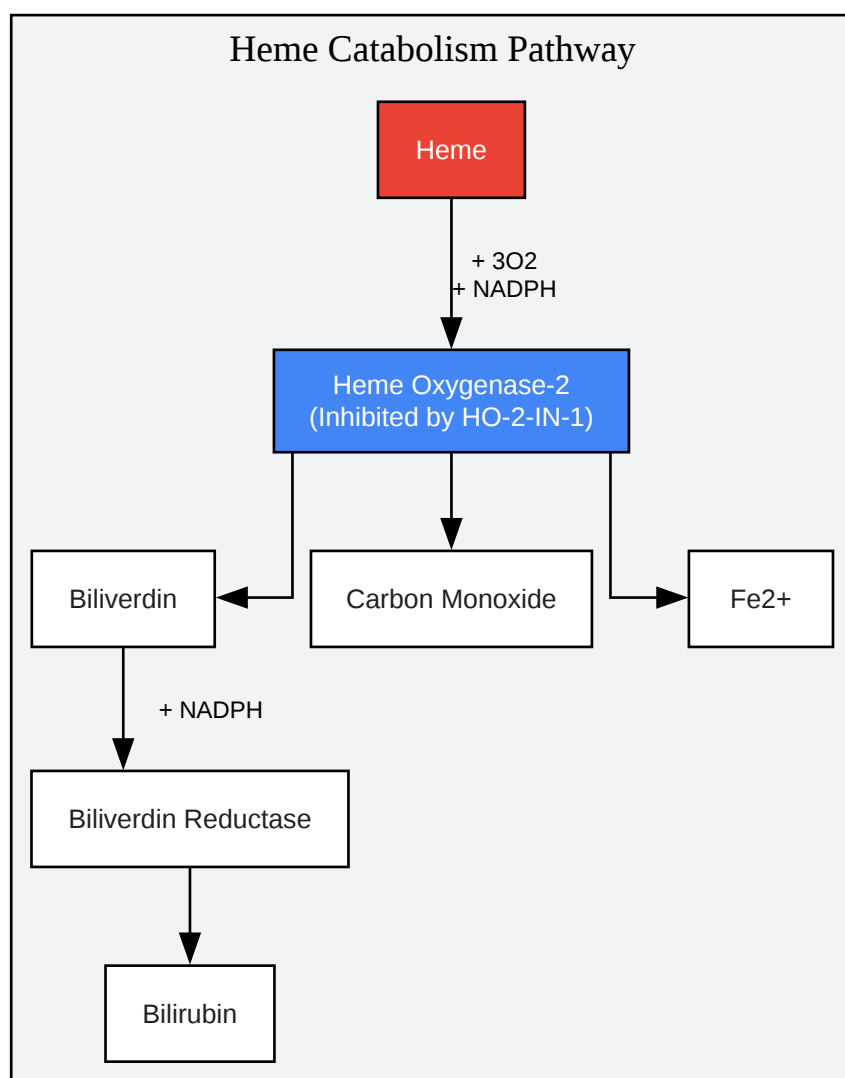 Heme Catabolism Pathway
Heme
+ 3O2
+ NADPH
Heme Oxygenase-2
(Inhibited by HO-2-IN-1)
Biliverdin
Carbon Monoxide
Fe2+
+ NADPH
Biliverdin Reductase
Bilirubin